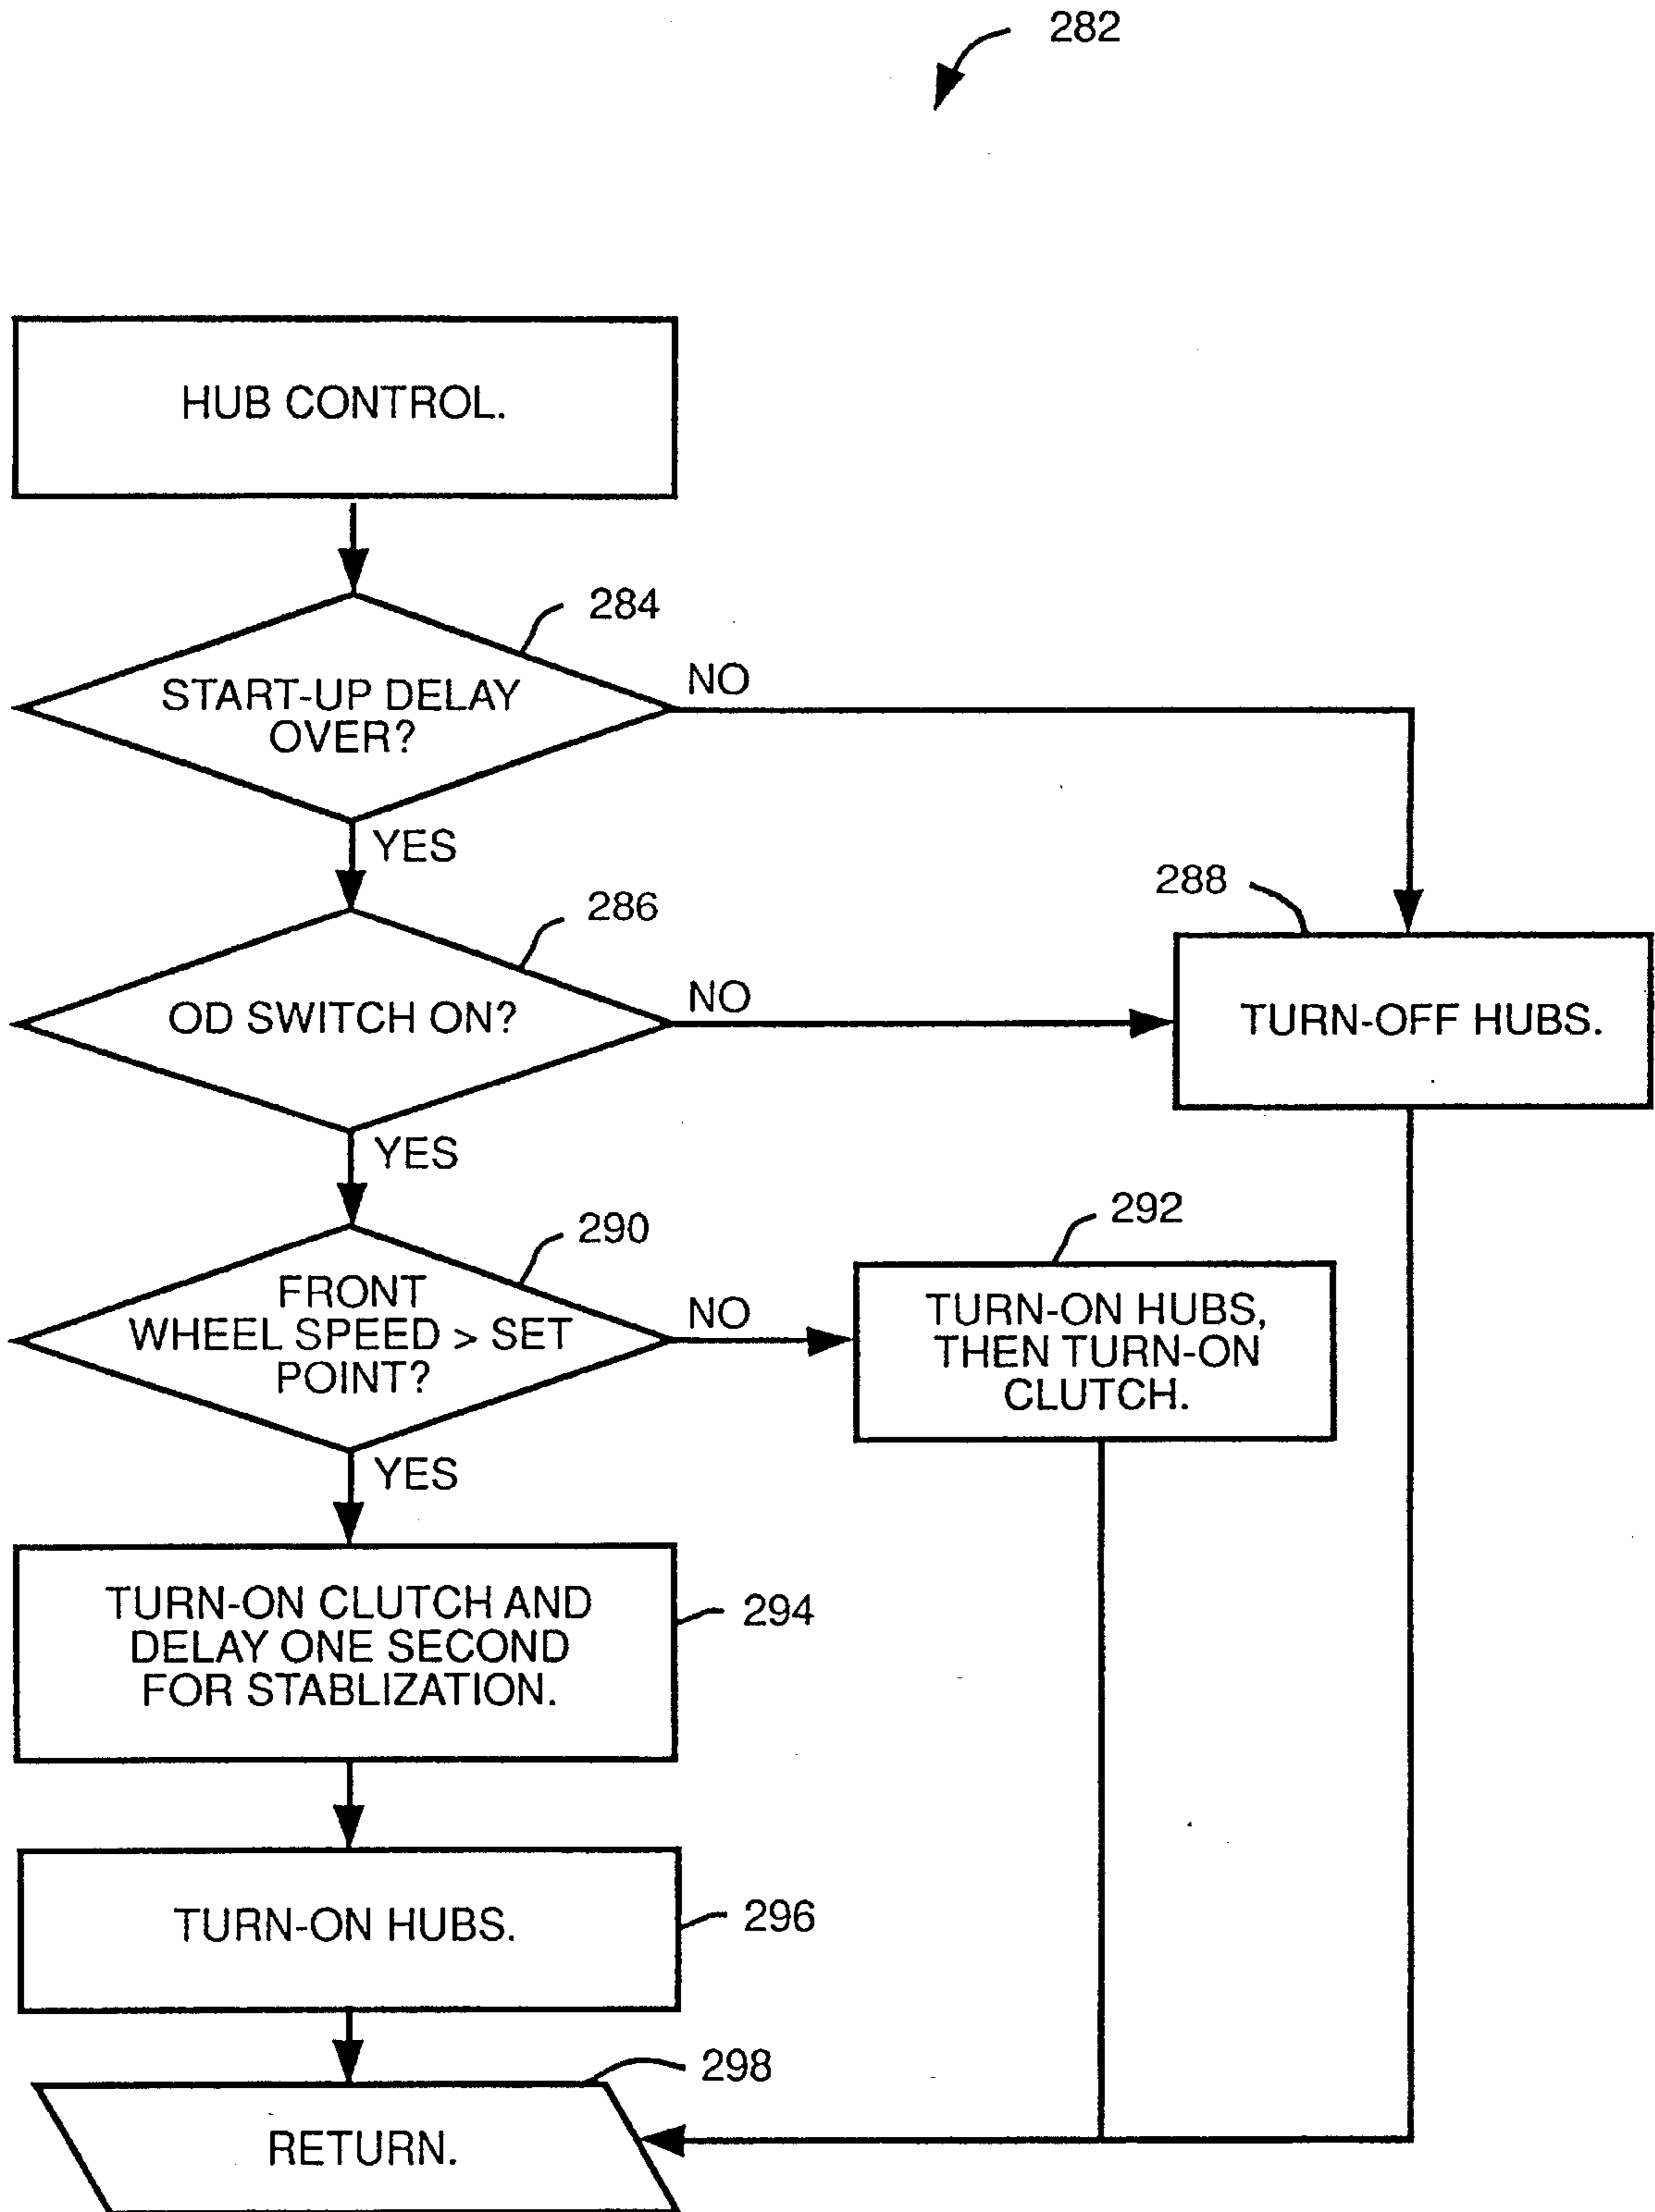 282
HUB CONTROL.
284
START-UP DELAY
OVER?
NO
YES
286
OD SWITCH ON?
NO
288
TURN-OFF HUBS.
YES
290
FRONT
WHEEL SPEED > SET
POINT?
NO
292
TURN-ON HUBS,
THEN TURN-ON
CLUTCH.
YES
TURN-ON CLUTCH AND
DELAY ONE SECOND
FOR STABLIZATION.
294
TURN-ON HUBS.
296
298
RETURN.